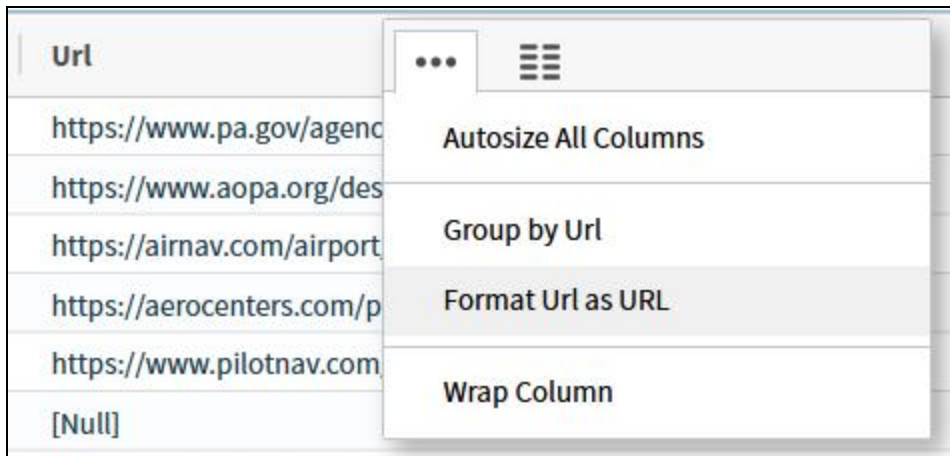 Url
https://www.pa.gov/agenc
https://www.aopa.org/des
https://airnav.com/airport
https://aerocenters.com/p
https://www.pilotnav.com
[Null]
Autosize All Columns
Group by Url
Format Url as URL
Wrap Column